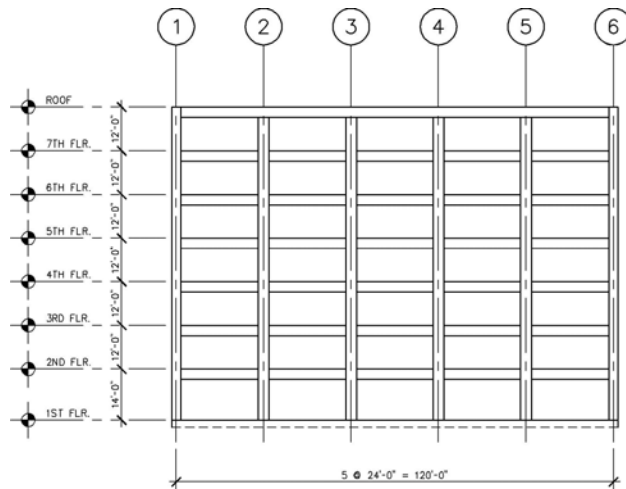 1 2 3 4 5 6
ROOF
12'-0"
7TH FLR.
12'-0"
6TH FLR.
12'-0"
5TH FLR.
12'-0"
4TH FLR.
12'-0"
3RD FLR.
12'-0"
2ND FLR.
14'-0"
1ST FLR.
5 @ 24'-0" = 120'-0"